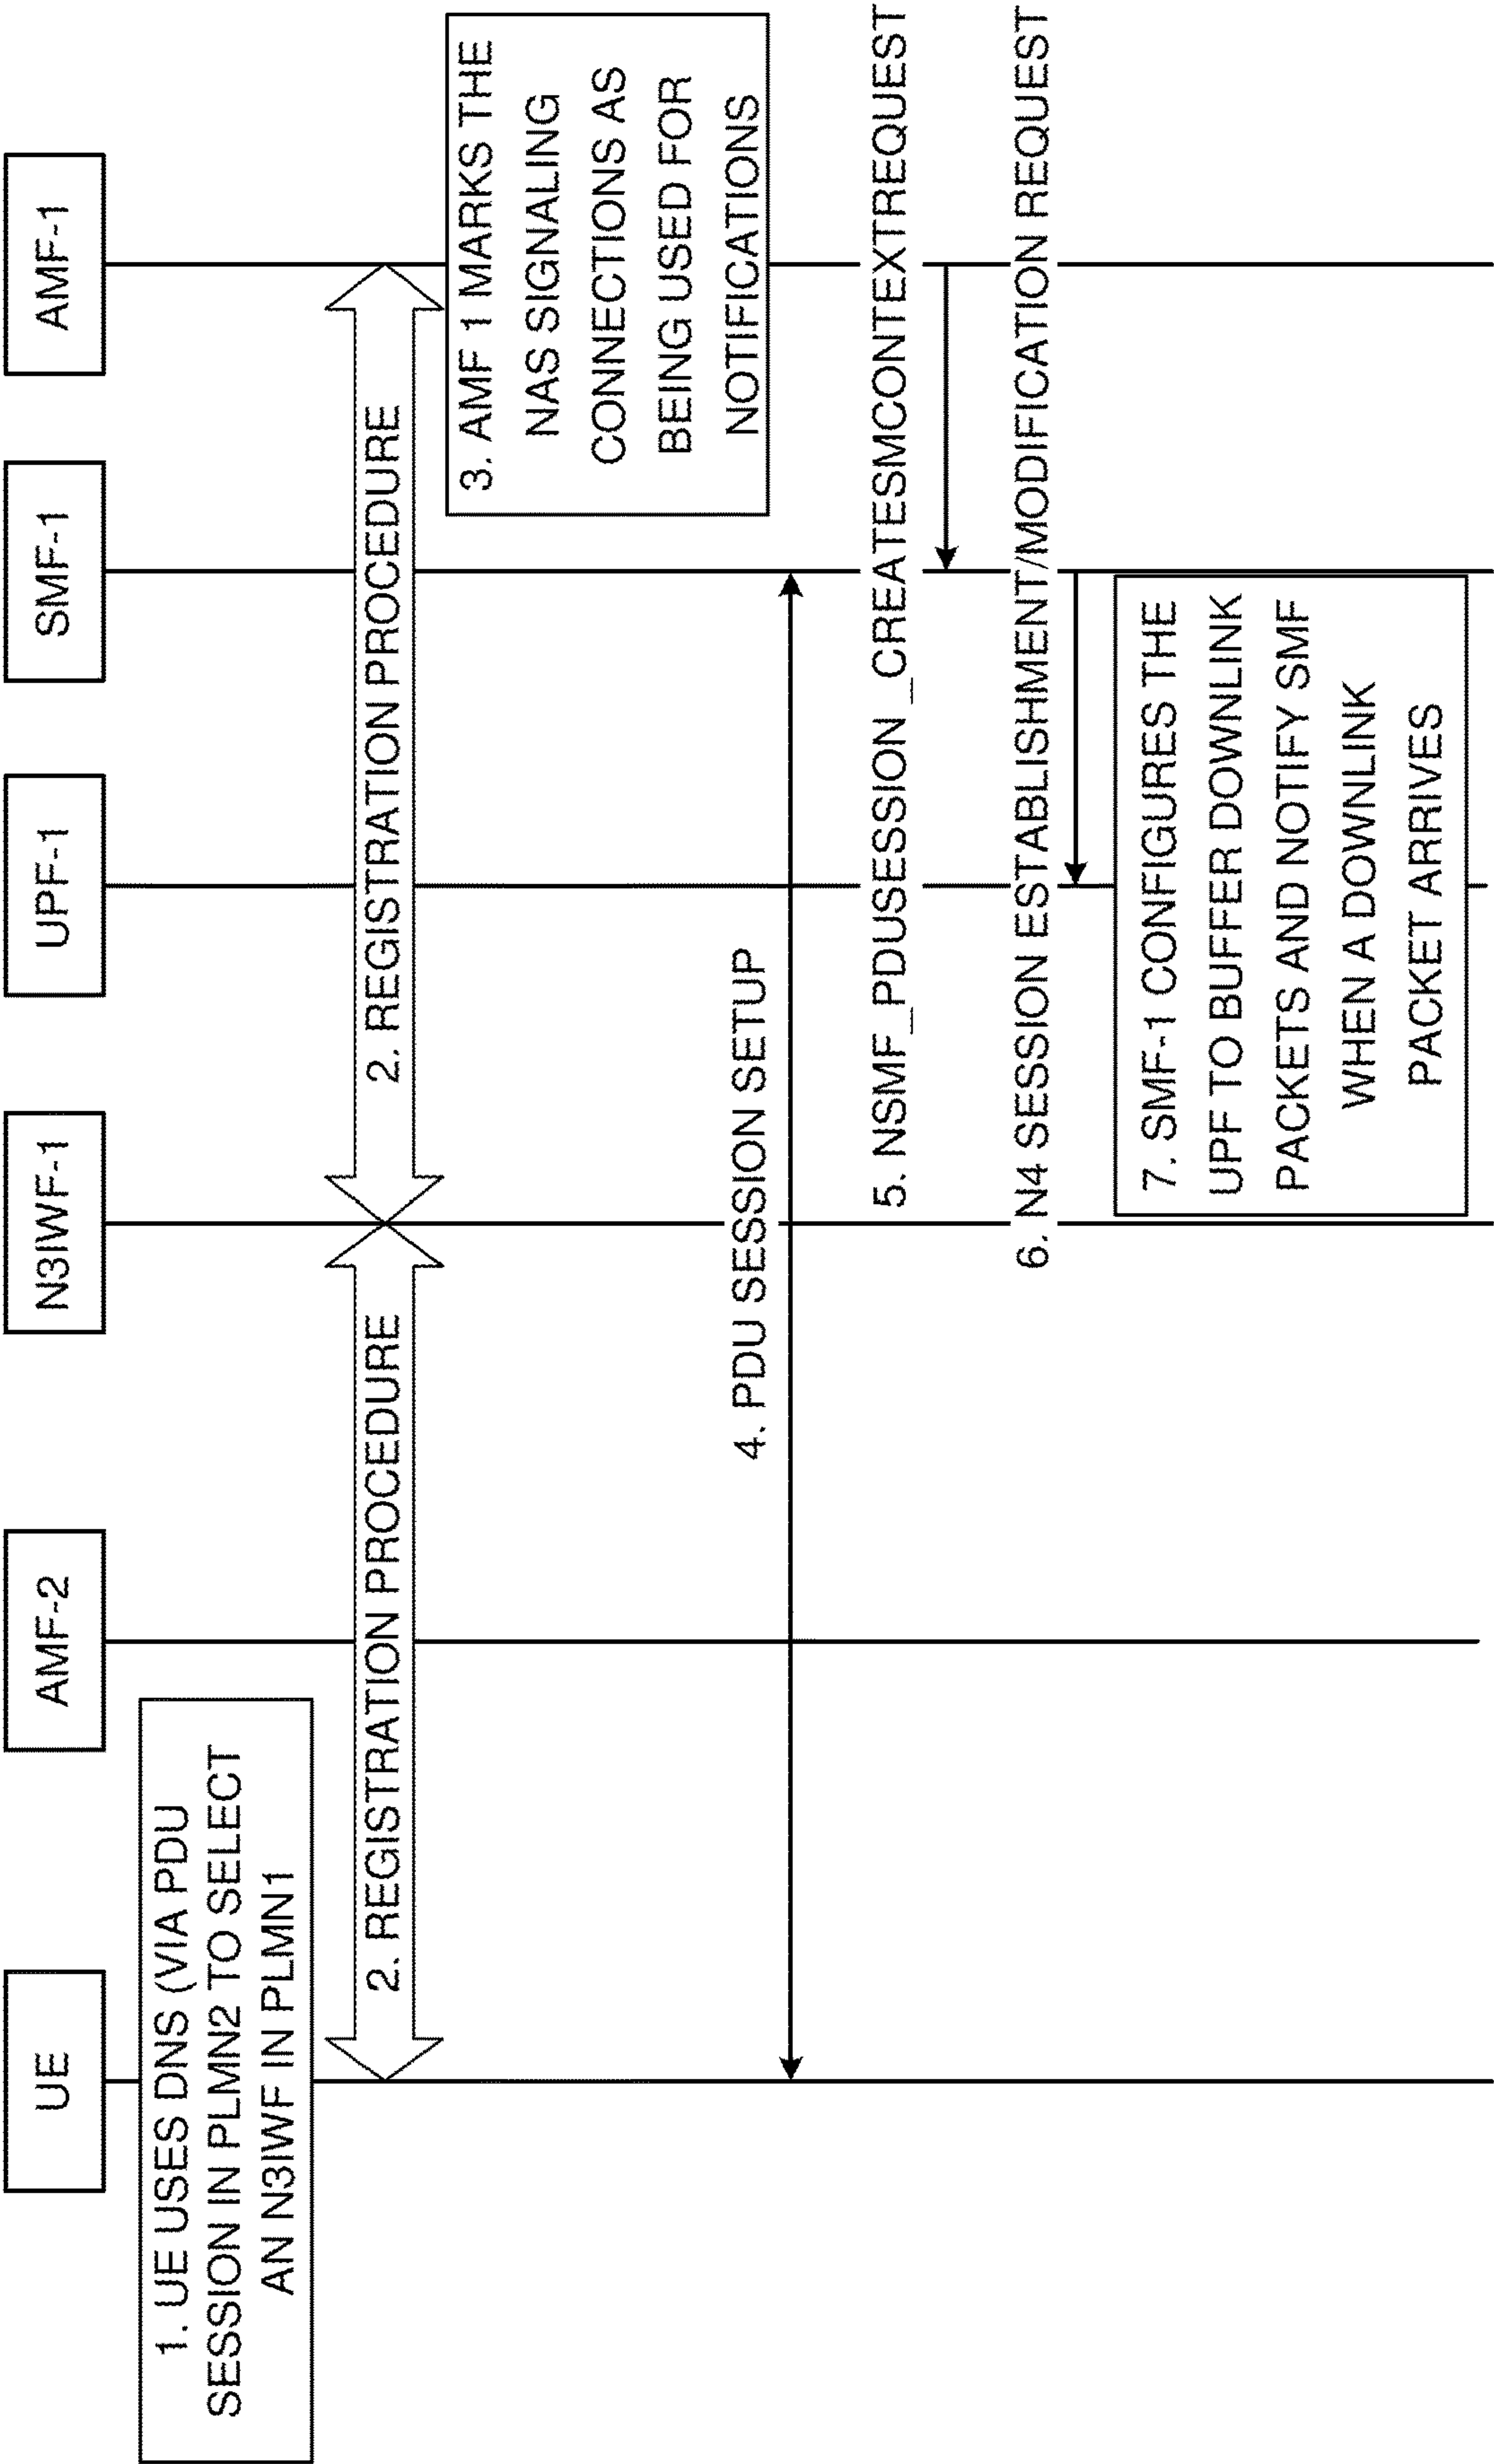 UE
AMF-2
N3IWF-1
UPF-1
SMF-1
AMF-1
1. UE USES DNS (VIA PDU
SESSION IN PLMN2 TO SELECT
AN N3IWF IN PLMN1
2. REGISTRATION PROCEDURE
2. REGISTRATION PROCEDURE
3. AMF 1 MARKS THE
NAS SIGNALING
CONNECTIONS AS
BEING USED FOR
NOTIFICATIONS
4. PDU SESSION SETUP
5. NSMF_PDUSESSION_CREATESMCONTEXTREQUEST
6. N4 SESSION ESTABLISHMENT/MODIFICATION REQUEST
7. SMF-1 CONFIGURES THE
UPF TO BUFFER DOWNLINK
PACKETS AND NOTIFY SMF
WHEN A DOWNLINK
PACKET ARRIVES